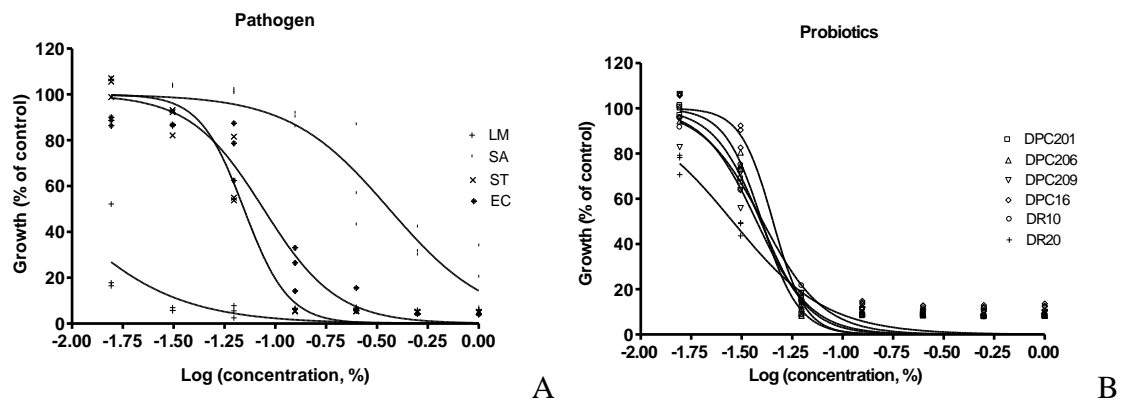 Pathogen
120
100
80
60
40
20
0
Growth (% of control)
-2.00 -1.75 -1.50 -1.25 -1.00 -0.75 -0.50 -0.25 0.00
Log (concentration, %)
LM
SA
ST
EC
A
Probiotics
120
100
80
60
40
20
0
Growth (% of control)
-2.00 -1.75 -1.50 -1.25 -1.00 -0.75 -0.50 -0.25 0.00
Log (concentration, %)
DPC201
DPC206
DPC209
DPC16
DR10
DR20
B